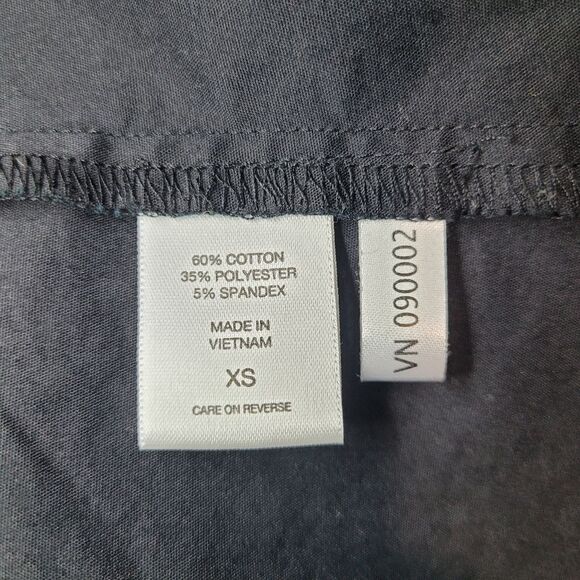 60% COTTON
35% POLYESTER
5% SPANDEX
MADE IN
VIETNAM
XS
CARE ON REVERSE
VN 090002